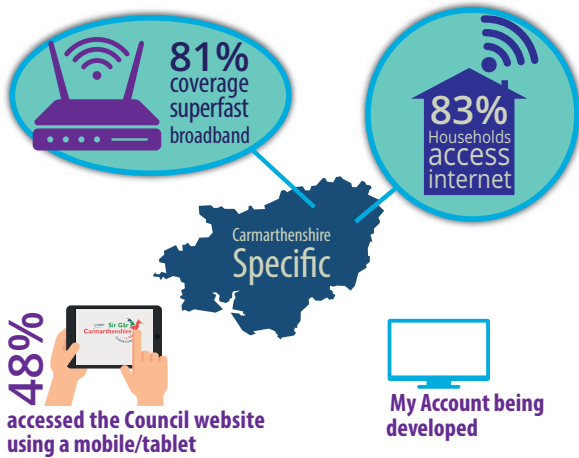 81%
coverage
superfast
broadband
83%
Households
access
internet
Carmarthenshire
Specific
48%
Sir Gâr
Carmarthenshire
accessed the Council website
using a mobile/tablet
My Account being
developed